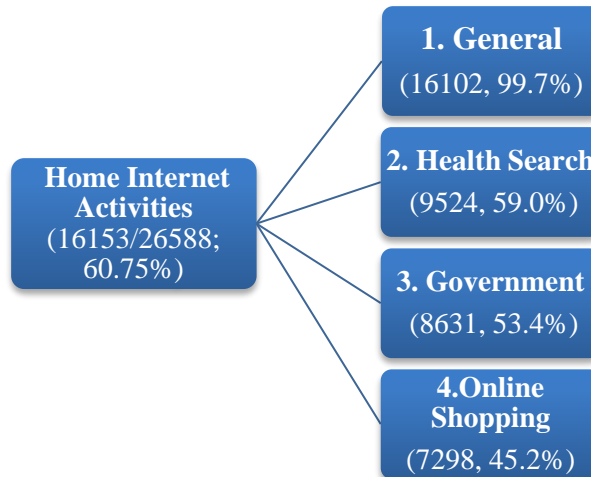 Home Internet
Activities
(16153/26588;
60.75%)
1. General
(16102, 99.7%)
2. Health Search
(9524, 59.0%)
3. Government
(8631, 53.4%)
4.Online
Shopping
(7298, 45.2%)